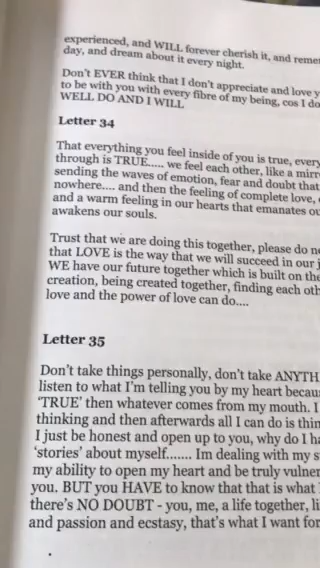 experienced, and WILL forever cherish it, and
day, and dream about it every night.
Don't EVER think that I don't appreciate and love
to be with you with every fibre of my being, cos I do
WELL DO AND I WILL
Letter 34
That everything you feel inside of you is true,
through is TRUE..... we feel each other, like a
sending the waves of emotion, fear and doubt that
nowhere.... and then the feeling of complete love,
and a warm feeling in our hearts that emanates
awakens our souls.
Trust that we are doing this together, please do
that LOVE is the way that we will succeed in our
WE have our future together which is built on the
creation, being created together, finding each
love and the power of love can do....
Letter 35
Don't take things personally, don't take
listen to what I'm telling you by my heart
'TRUE' then whatever comes from my mouth. I
thinking and then afterwards all I can do is
I just be honest and open up to you, why do I
'stories' about myself....... Im dealing with my
my ability to open my heart and be truly
you. BUT you HAVE to know that that is what
there's NO DOUBT - you, me, a life together,
and passion and ecstasy, that's what I want for